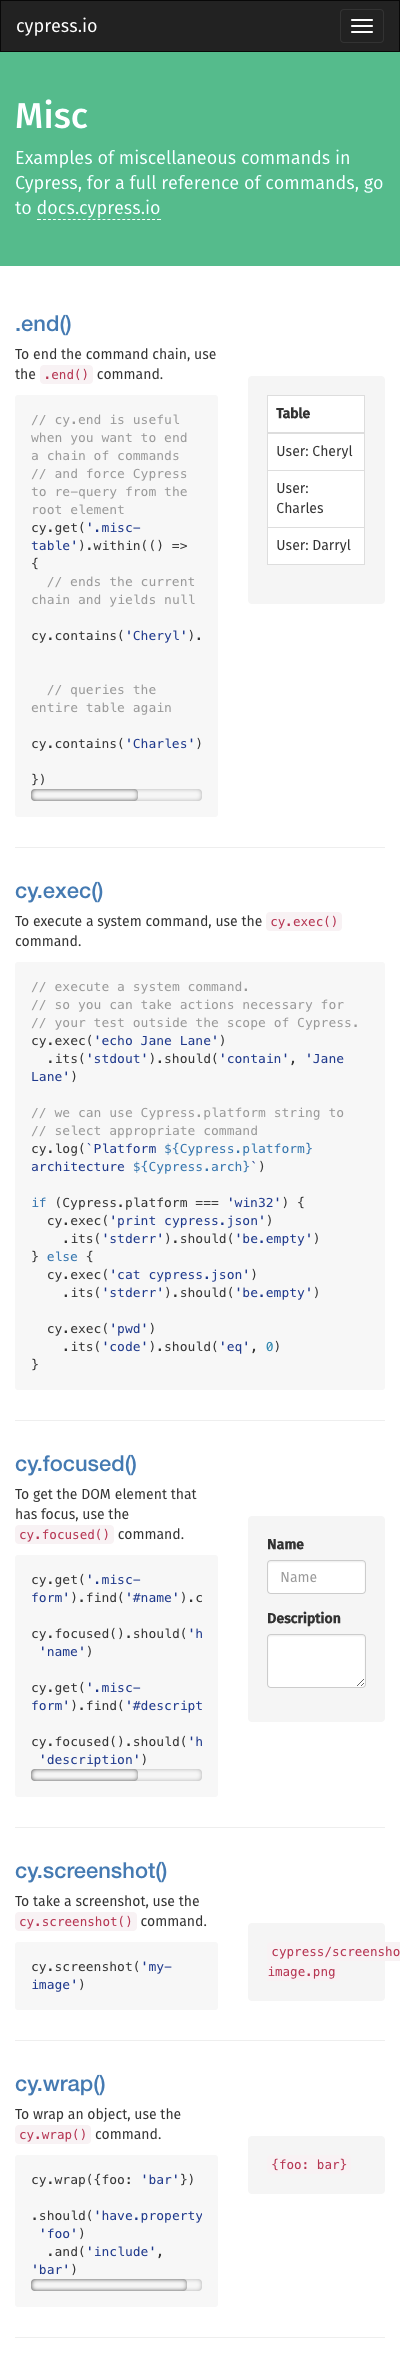 cypress.io
Misc
Examples of miscellaneous commands in
Cypress, for a full reference of commands, go
to docs.cypress.io
.end()
To end the command chain, use
the .end() command.
// cy.end is useful
when you want to end
a chain of commands
// and force Cypress
to re-query from the
root element
cy.get('.misc-
table').within(() =>
{
// ends the current
chain and yields null
cy.contains('Cheryl').
// queries the
entire table again
cy.contains('Charles')
})
Table
User: Cheryl
User:
Charles
User: Darryl
cy.exec()
To execute a system command, use the cy.exec()
command.
// execute a system command.
// so you can take actions necessary for
// your test outside the scope of Cypress.
cy.exec('echo Jane Lane')
.its('stdout').should('contain', 'Jane
Lane')
// we can use Cypress.platform string to
// select appropriate command
cy.log(`Platform ${Cypress.platform}
architecture ${Cypress.arch}`)
if (Cypress.platform === 'win32') {
cy.exec('print cypress.json')
.its('stderr').should('be.empty')
} else {
cy.exec('cat cypress.json')
.its('stderr').should('be.empty')
cy.exec('pwd')
.its('code').should('eq', 0)
}
cy.focused()
To get the DOM element that
has focus, use the
cy.focused() command.
cy.get('.misc-
form').find('#name').c
cy.focused().should('h
'name')
cy.get('.misc-
form').find('#descript
cy.focused().should('h
'description')
Name
Name
Description
cy.screenshot()
To take a screenshot, use the
cy.screenshot() command.
cy.screenshot('my-
image')
cypress/screensho
image.png
cy.wrap()
To wrap an object, use the
cy.wrap() command.
cy.wrap({foo: 'bar'})
.should('have.property
'foo')
.and('include',
'bar')
{foo: bar}